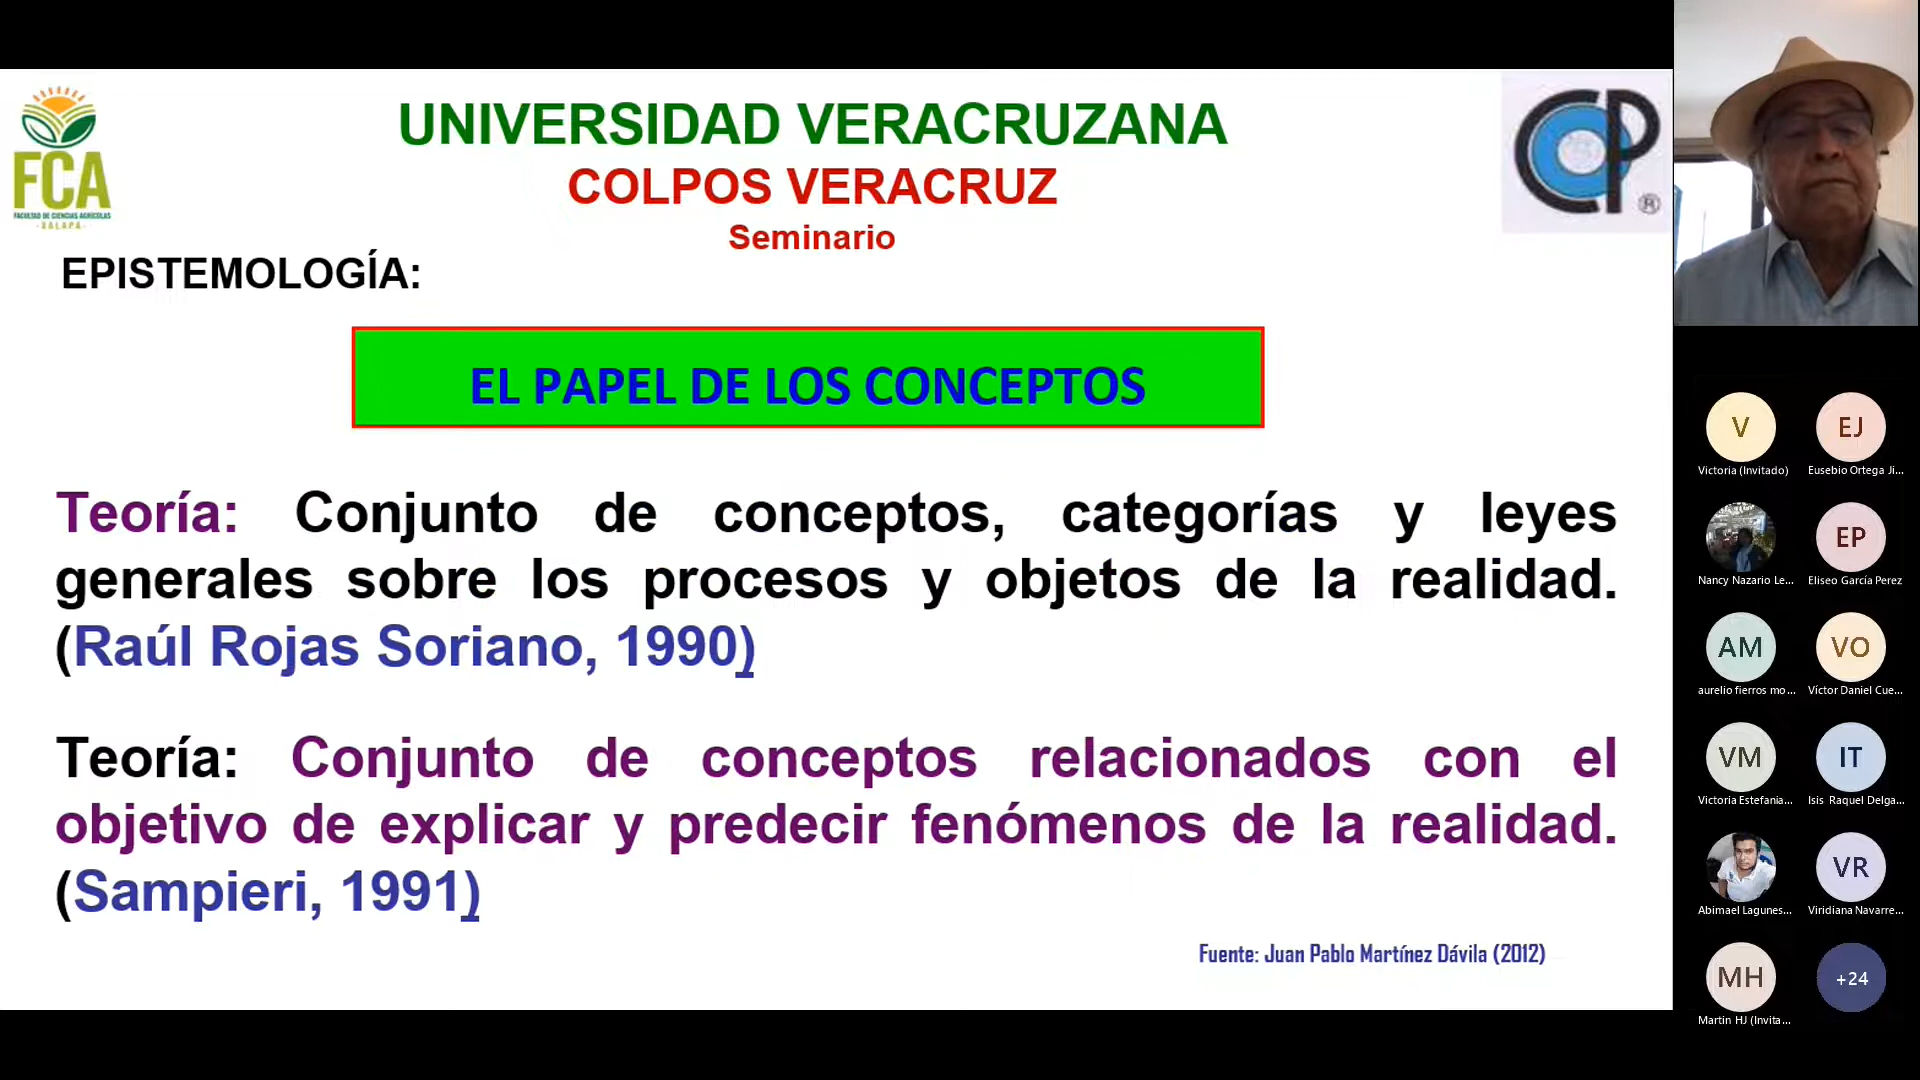 FCA
FACULTAD DE CIENCIAS AGRÍCOLAS
-XALAPA-
UNIVERSIDAD VERACRUZANA
COLPOS VERACRUZ
Seminario
CP
®
EPISTEMOLOGÍA:
EL PAPEL DE LOS CONCEPTOS
Teoría: Conjunto de conceptos, categorías y leyes
generales sobre los procesos y objetos de la realidad.
(Raúl Rojas Soriano, 1990)
Teoría: Conjunto de conceptos relacionados con el
objetivo de explicar y predecir fenómenos de la realidad.
(Sampieri, 1991)
Fuente: Juan Pablo Martínez Dávila (2012)
V
Victoria (Invitado)
EJ
Eusebio Ortega Ji...
Nancy Nazario Le...
EP
Eliseo García Perez
AM
aurelio fierros mo...
VO
Víctor Daniel Cue...
VM
Victoria Estefania...
IT
Isis Raquel Delga...
Abimael Lagunes...
VR
Viridiana Navarre...
MH
Martin HJ (Invita...
+24